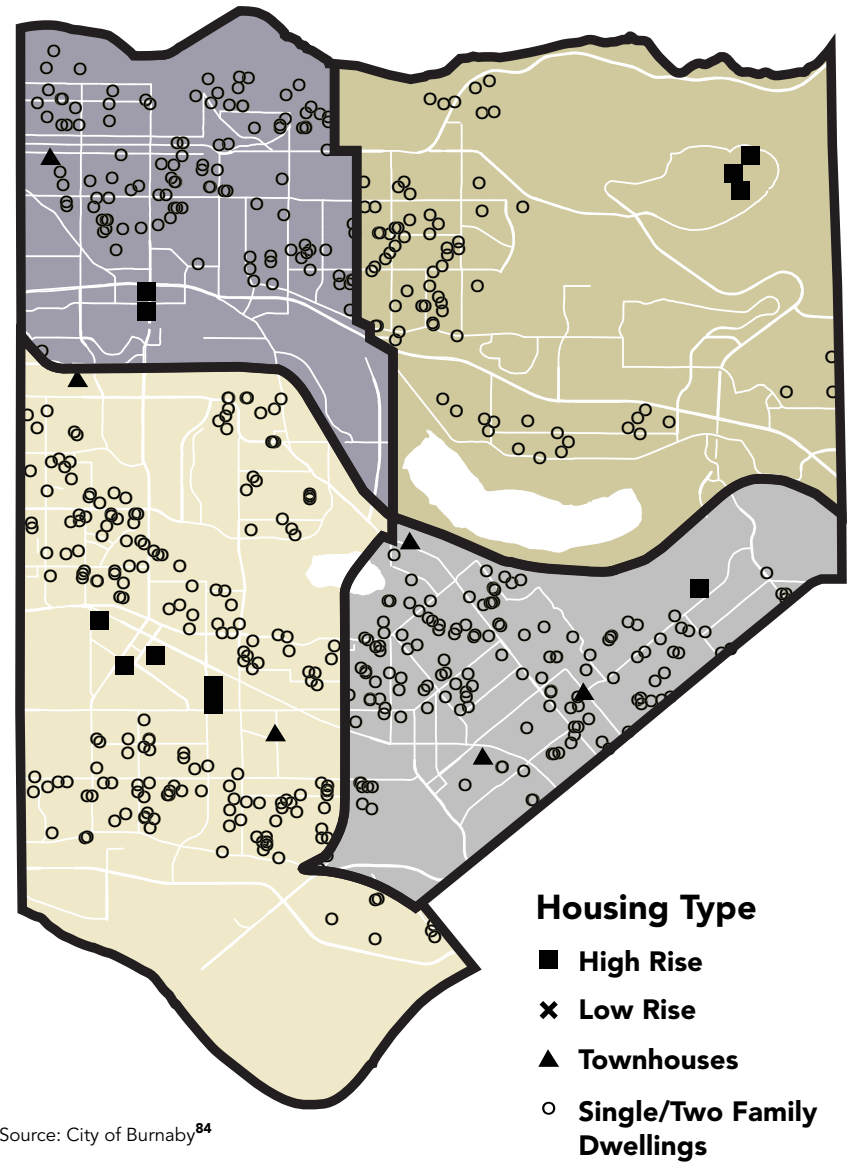 Housing Type
High Rise
Low Rise
Townhouses
Single/Two Family
Dwellings
Source: City of Burnaby84